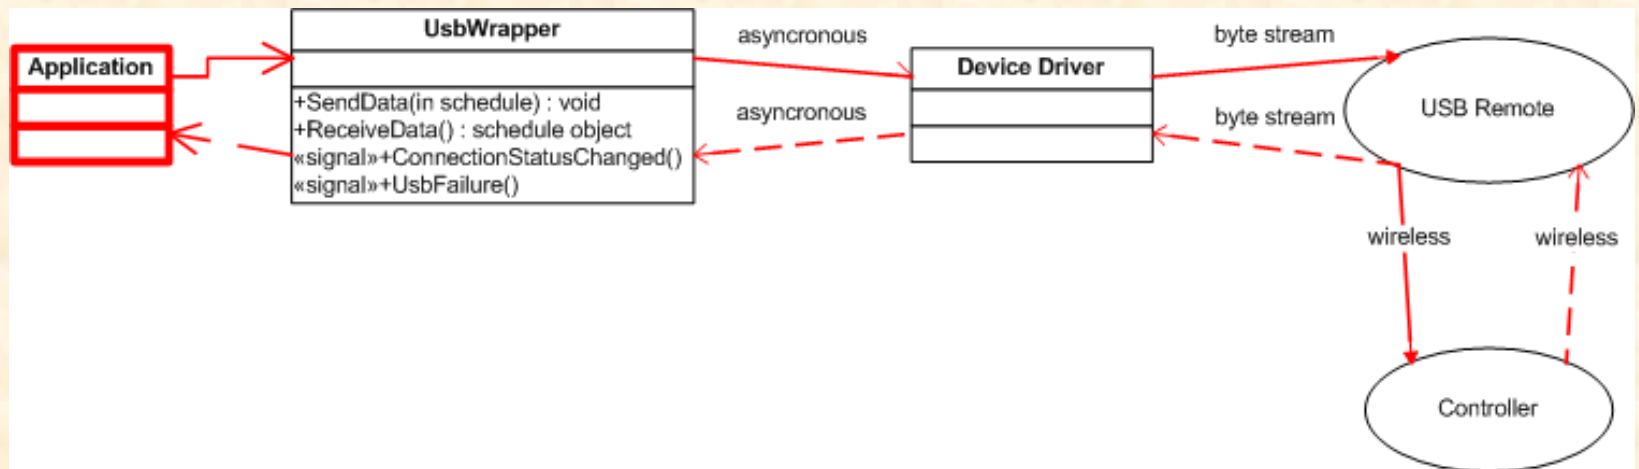 Application
UsbWrapper
+SendData(in schedule) : void
+ReceiveData() : schedule object
«signal»+ConnectionStatusChanged()
«signal»+UsbFailure()
asyncronous
asyncronous
Device Driver
byte stream
byte stream
USB Remote
wireless
wireless
Controller